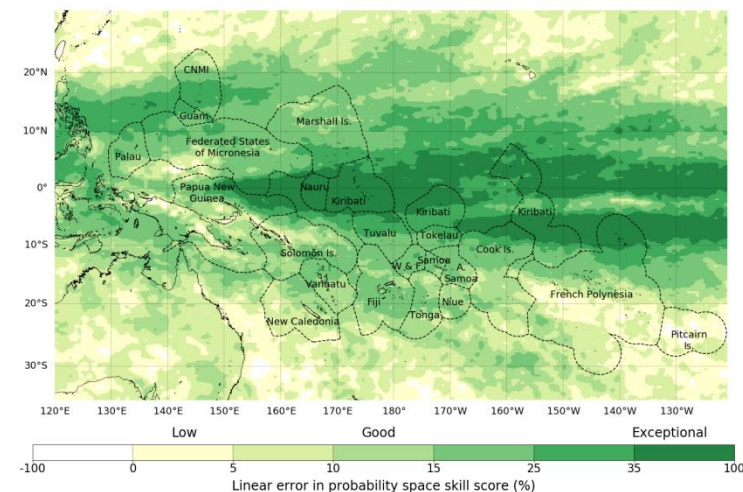 20°N
10°N
0°
10°S
20°S
30°S
CNMI
Guam
Marshall Is.
Palau
Federated States
of Micronesia
Papua New
Guinea
Nauru
Kiribati
Kiribati
Kiribati
Tuvalu
Tokelau
Cook Is.
Solomon Is.
W & F
Samoa
A.
Samoa
Vanuatu
Fiji
Niue
Tonga
French Polynesia
New Caledonia
Pitcairn
Is.
120°E 130°E 140°E 150°E 160°E 170°E 180° 170°W 160°W 150°W 140°W 130°W
Low Good Exceptional
-100 0 5 10 15 25 35 100
Linear error in probability space skill score (%)